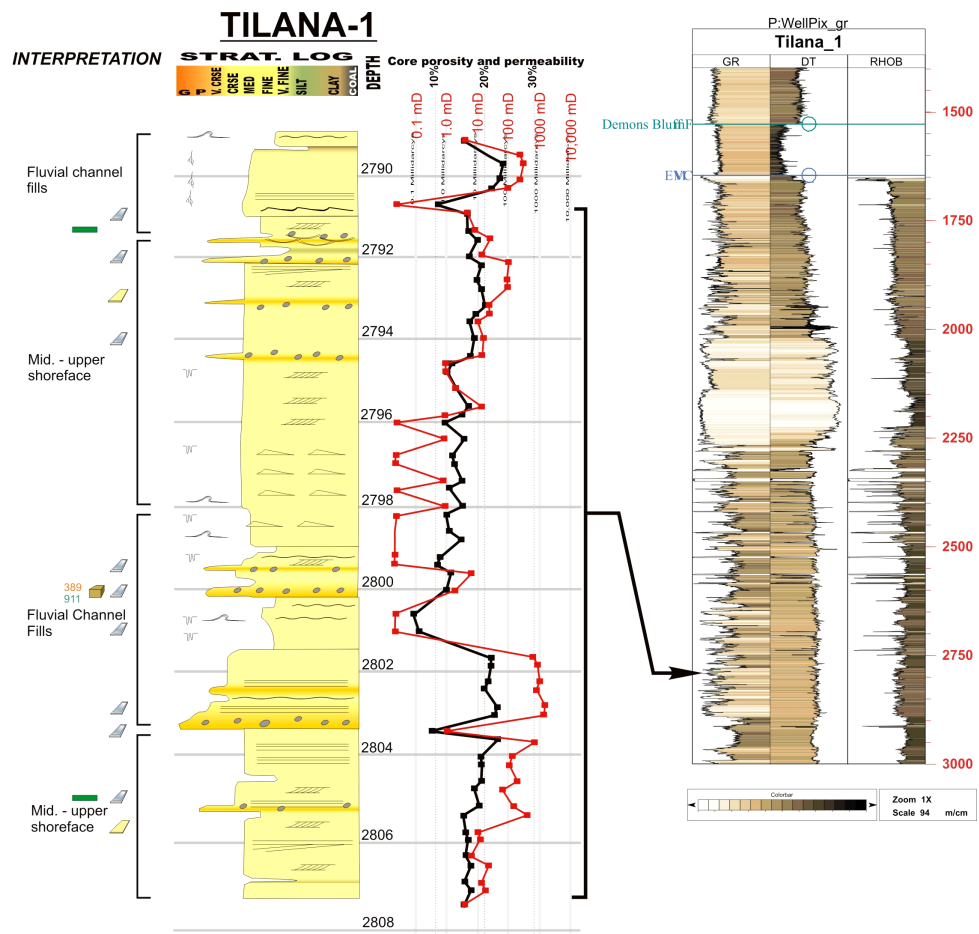 TILANA-1
INTERPRETATION
STRAT. LOG
G P V. CRSE CRSE MED FINE V. FINE SILT CLAY COAL
DEPTH
Core porosity and permeability
10% 20% 30%
0.1 mD 1.0 mD 10 mD 100 mD 1000 mD 10,000 mD
Fluvial channel
fills
Mid. - upper
shoreface
389
911
Fluvial Channel
Fills
Mid. - upper
shoreface
2790
2792
2794
2796
2798
2800
2802
2804
2806
2808
P:WellPix_gr
Tilana_1
GR DT RHOB
Demons Bluff
EMC
1500
1750
2000
2250
2500
2750
3000
Colorbar
Zoom 1X
Scale 94 m/cm